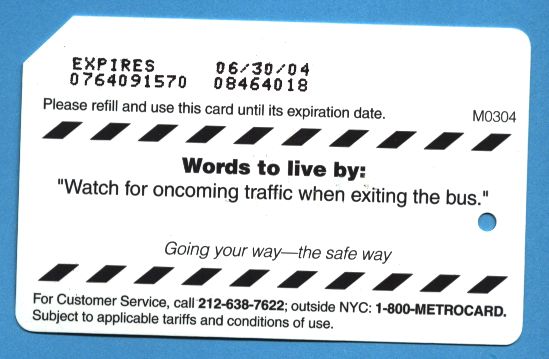 EXPIRES 06/30/04
0764091570 08464018
Please refill and use this card until its expiration date. M0304
Words to live by:
"Watch for oncoming traffic when exiting the bus."
Going your way—the safe way
For Customer Service, call 212-638-7622; outside NYC: 1-800-METROCARD.
Subject to applicable tariffs and conditions of use.